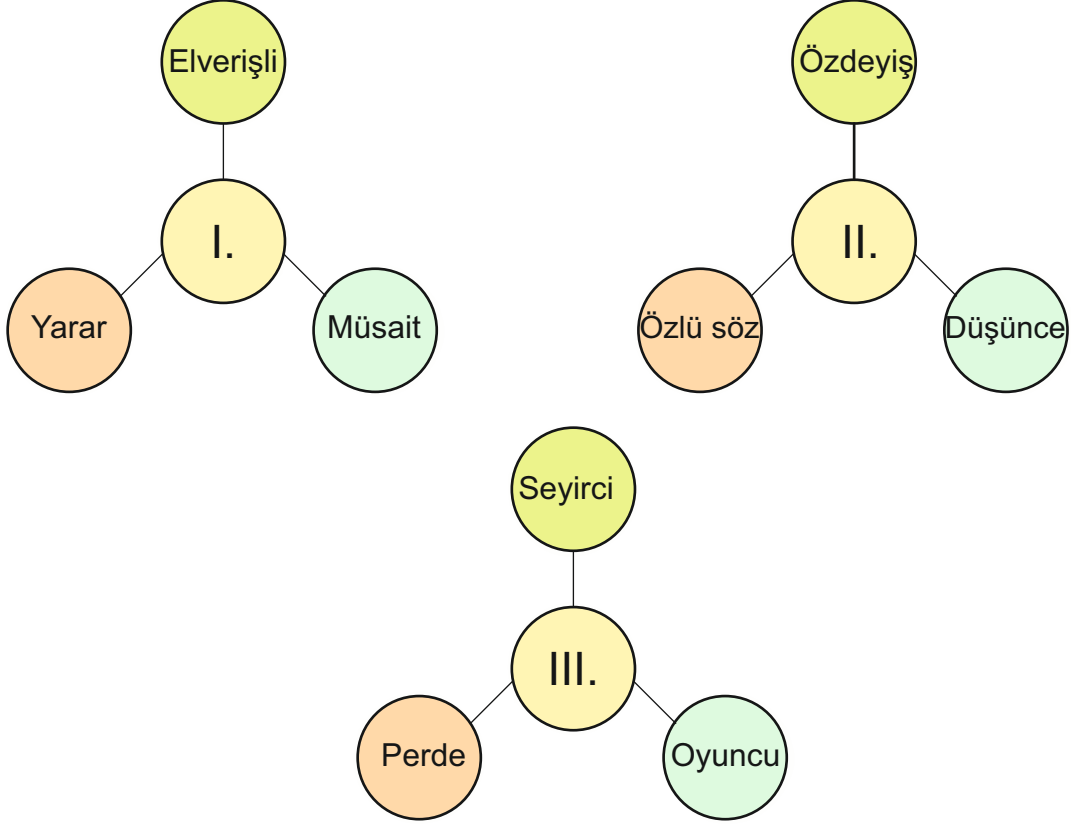 Elverişli
I.
Yarar
Müsait
Özdeyiş
II.
Özlü söz
Düşünce
Seyirci
III.
Perde
Oyuncu